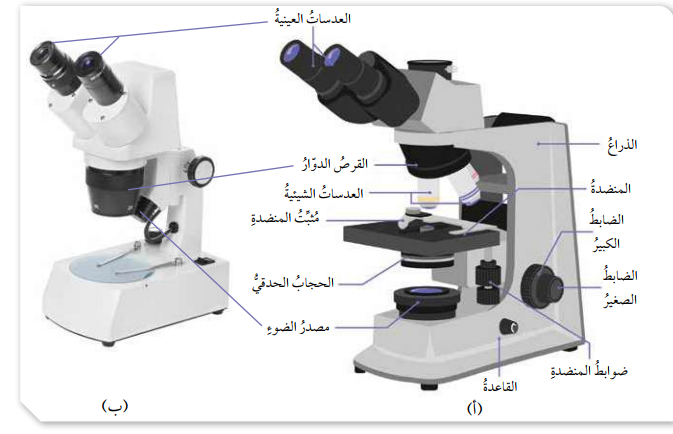 العدساتُ العينيةُ
الذراعُ
القرصُ الدوّارُ
العدساتُ الشيئيةُ
المنضدةُ
مُثبِّتُ المنضدةِ
الضابطُ
الكبيرُ
الحجابُ الحدقيُّ
الضابطُ
الصغيرُ
مصدرُ الضوءِ
ضوابطُ المنضدةِ
القاعدةُ
(أ)
(ب)